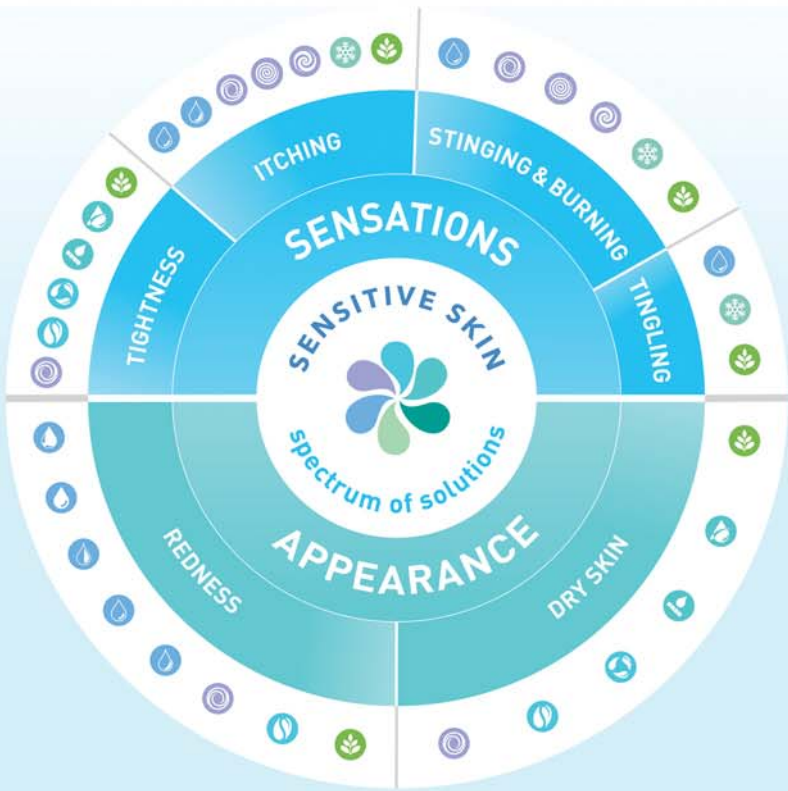 ITCHING
STINGING & BURNING
SENSATIONS
TIGHTNESS
TINGLING
SENSITIVE SKIN
spectrum of solutions
APPEARANCE
REDNESS
DRY SKIN